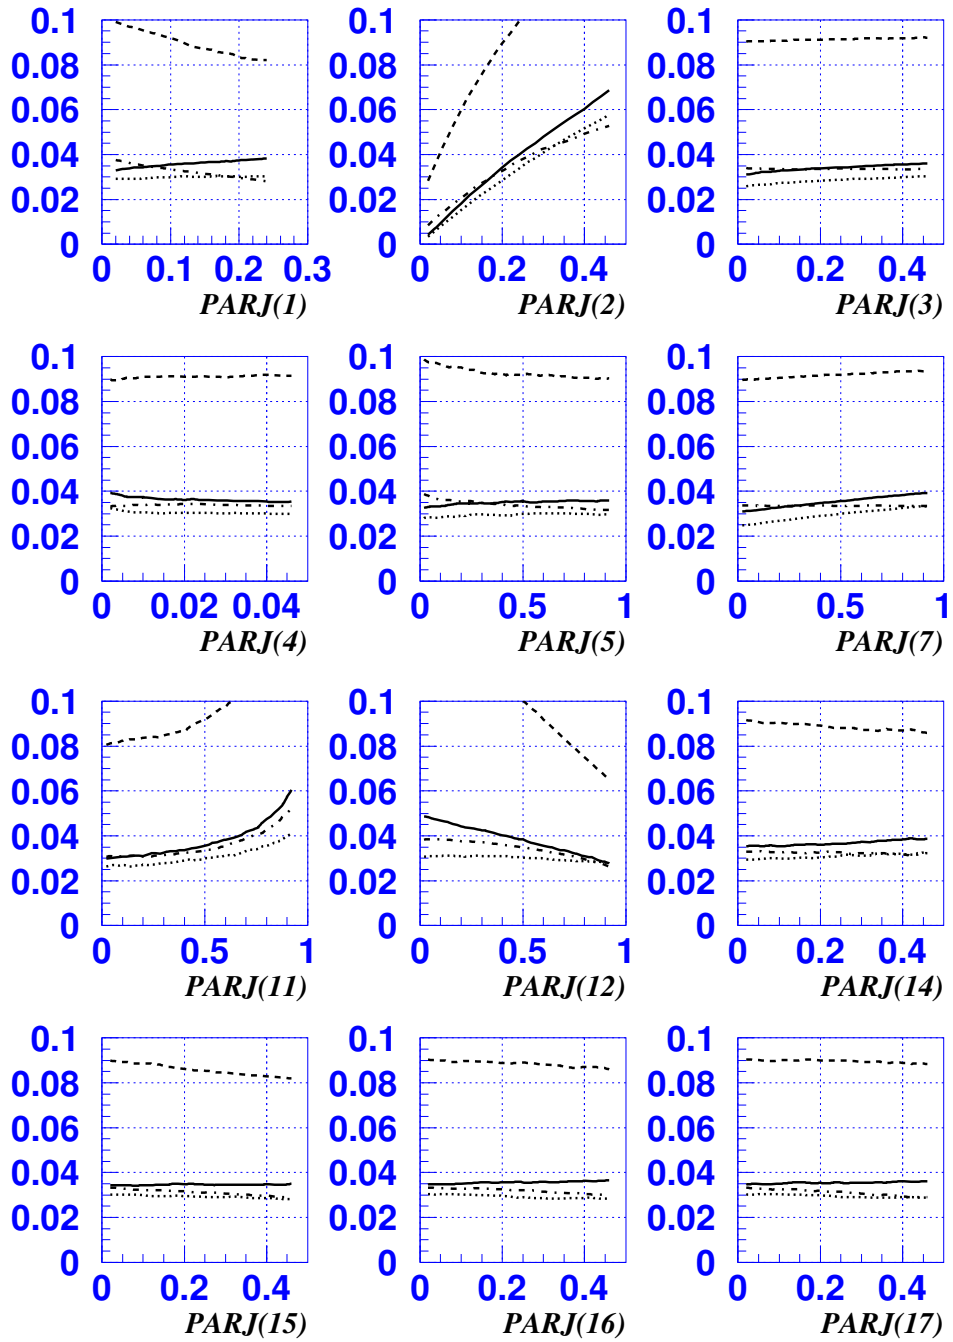 0.1 0.1 0.1
0.08 0.08 0.08
0.06 0.06 0.06
0.04 0.04 0.04
0.02 0.02 0.02
0 0 0
0 0.1 0.2 0.3 0 0.2 0.4 0 0.2 0.4
PARJ(1) PARJ(2) PARJ(3)
0.1 0.1 0.1
0.08 0.08 0.08
0.06 0.06 0.06
0.04 0.04 0.04
0.02 0.02 0.02
0 0 0
0 0.02 0.04 0 0.5 1 0 0.5 1
PARJ(4) PARJ(5) PARJ(7)
0.1 0.1 0.1
0.08 0.08 0.08
0.06 0.06 0.06
0.04 0.04 0.04
0.02 0.02 0.02
0 0 0
0 0.5 1 0 0.5 1 0 0.2 0.4
PARJ(11) PARJ(12) PARJ(14)
0.1 0.1 0.1
0.08 0.08 0.08
0.06 0.06 0.06
0.04 0.04 0.04
0.02 0.02 0.02
0 0 0
0 0.2 0.4 0 0.2 0.4 0 0.2 0.4
PARJ(15) PARJ(16) PARJ(17)